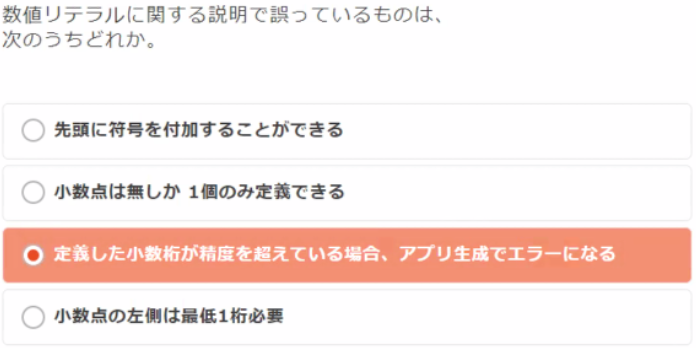 数値リテラルに関する説明で誤っているものは、
次のうちどれか。
先頭に符号を付加することができる
小数点は無しか 1個のみ定義できる
定義した小数桁が精度を超えている場合、アプリ生成でエラーになる
小数点の左側は最低1桁必要